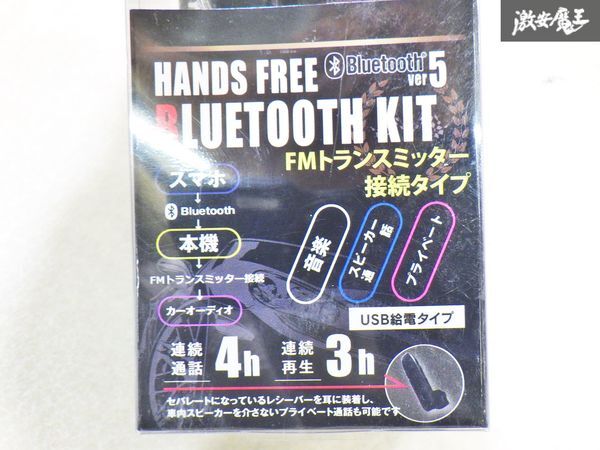 激安魔王
HANDS FREE
Bluetooth®
ver5
BLUETOOTH KIT
FMトランスミッター
接続タイプ
スマホ
Bluetooth
本機
FMトランスミッター接続
カーオーディオ
音楽
スピーカー
通話
プライベート
USB給電タイプ
連続
通話
4h
連続
再生
3h
セパレートになっているレシーバーを耳に装着し、
車内スピーカーを介さないプライベート通話も可能です